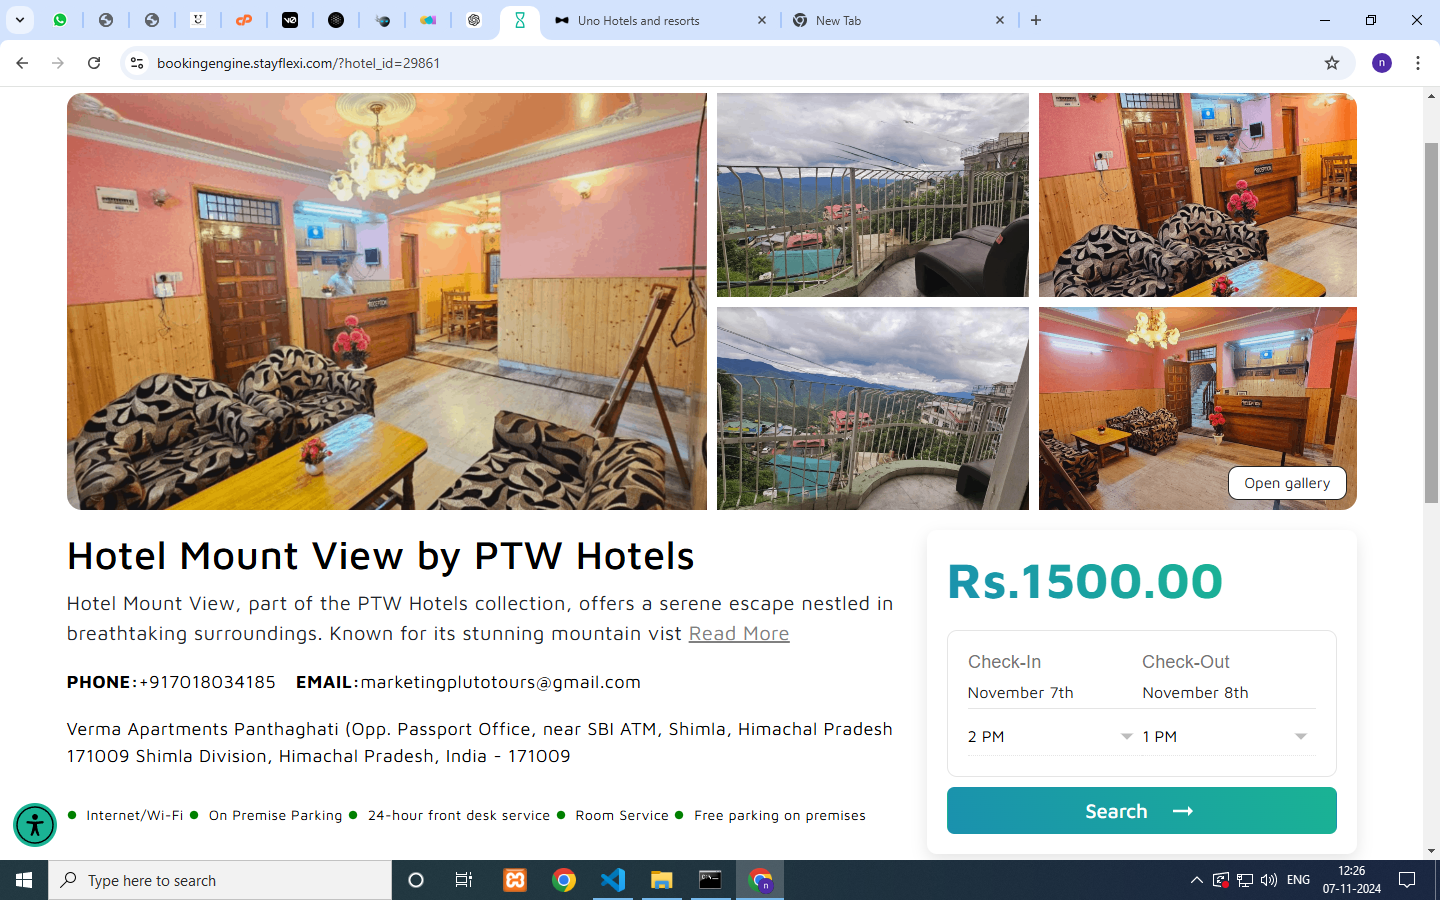 Uno Hotels and resorts
New Tab
bookingengine.stayflexi.com/?hotel_id=29861
n
RECEPTION
Open gallery
Hotel Mount View by PTW Hotels
Hotel Mount View, part of the PTW Hotels collection, offers a serene escape nestled in
breathtaking surroundings. Known for its stunning mountain vist Read More
PHONE:+917018034185 EMAIL:marketingplutotours@gmail.com
Verma Apartments Panthaghati (Opp. Passport Office, near SBI ATM, Shimla, Himachal Pradesh
171009 Shimla Division, Himachal Pradesh, India - 171009
Internet/Wi-Fi On Premise Parking 24-hour front desk service Room Service Free parking on premises
Rs.1500.00
Check-In Check-Out
November 7th November 8th
2 PM 1 PM
Search
Type here to search
n
ENG
12:26
07-11-2024